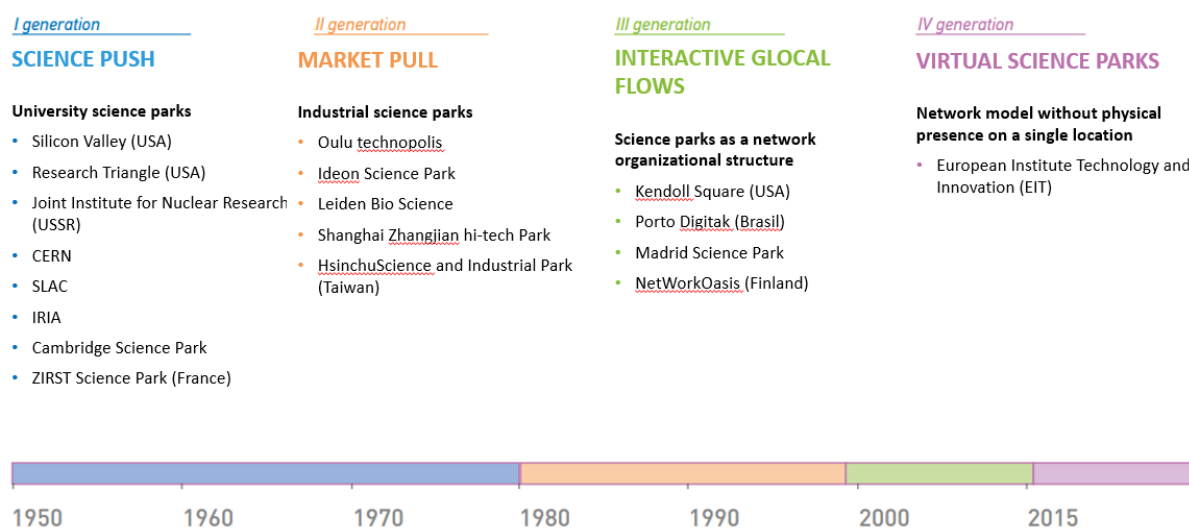 I generation
SCIENCE PUSH
University science parks
• Silicon Valley (USA)
• Research Triangle (USA)
• Joint Institute for Nuclear Research
(USSR)
• CERN
• SLAC
• IRIA
• Cambridge Science Park
• ZIRST Science Park (France)
II generation
MARKET PULL
Industrial science parks
• Oulu technopolis
• Ideon Science Park
• Leiden Bio Science
• Shanghai Zhangjian hi-tech Park
• HsinchuScience and Industrial Park
(Taiwan)
III generation
INTERACTIVE GLOCAL
FLOWS
Science parks as a network
organizational structure
• Kendoll Square (USA)
• Porto Digitak (Brasil)
• Madrid Science Park
• NetWorkOasis (Finland)
IV generation
VIRTUAL SCIENCE PARKS
Network model without physical
presence on a single location
• European Institute Technology and
Innovation (EIT)
1950 1960 1970 1980 1990 2000 2015